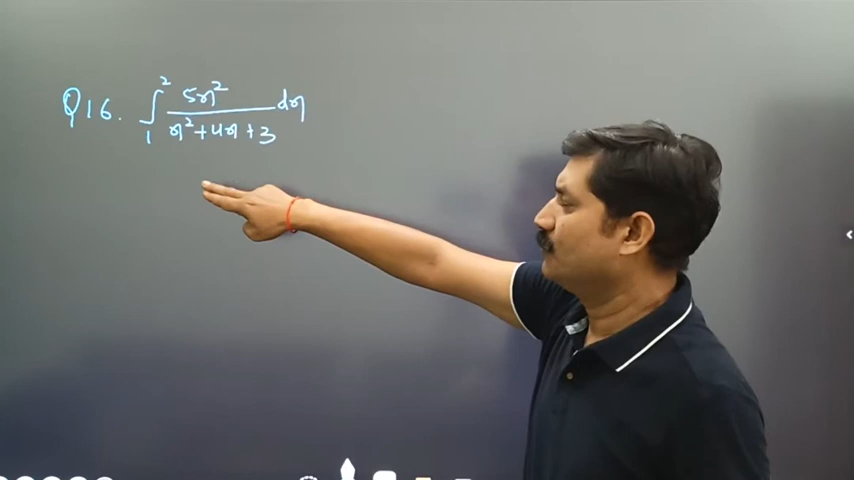 Q16. ∫₁² 5x²/(x²+4x+3) dx